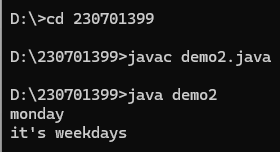 D:\>cd 230701399
D:\230701399>javac demo2.java
D:\230701399>java demo2
monday
it's weekdays